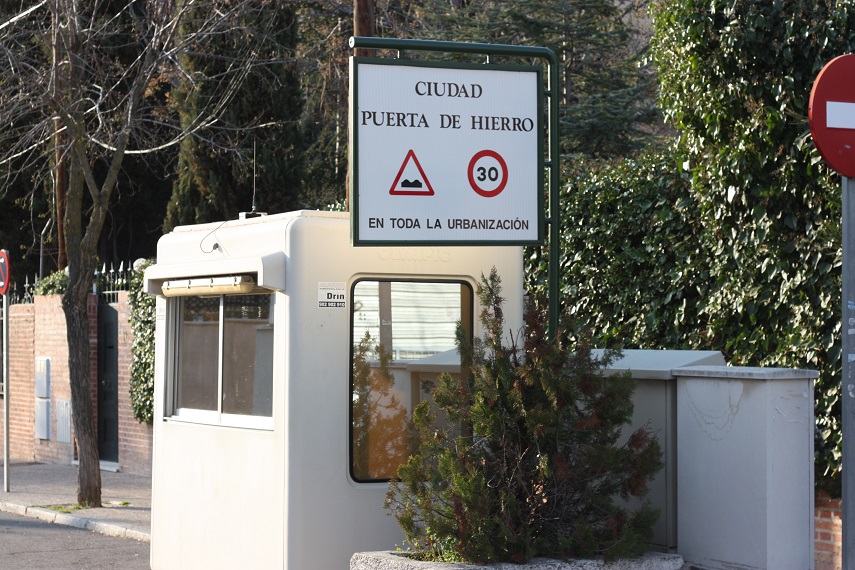 CIUDAD
PUERTA DE HIERRO
30
EN TODA LA URBANIZACIÓN
Drin